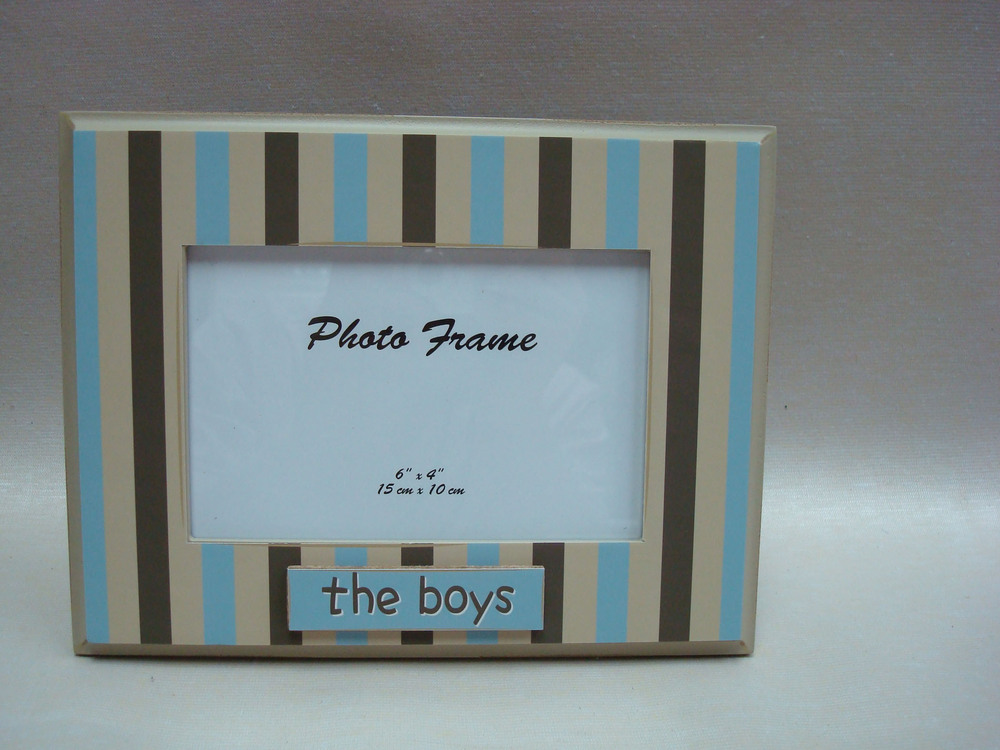 Photo Frame
6" x 4"
15 cm x 10 cm
the boys